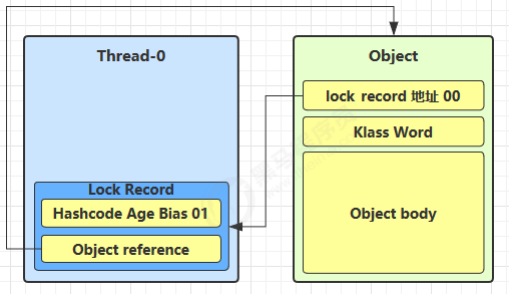 Thread-0
Lock Record
Hashcode Age Bias 01
Object reference
Object
lock record 地址 00
Klass Word
Object body